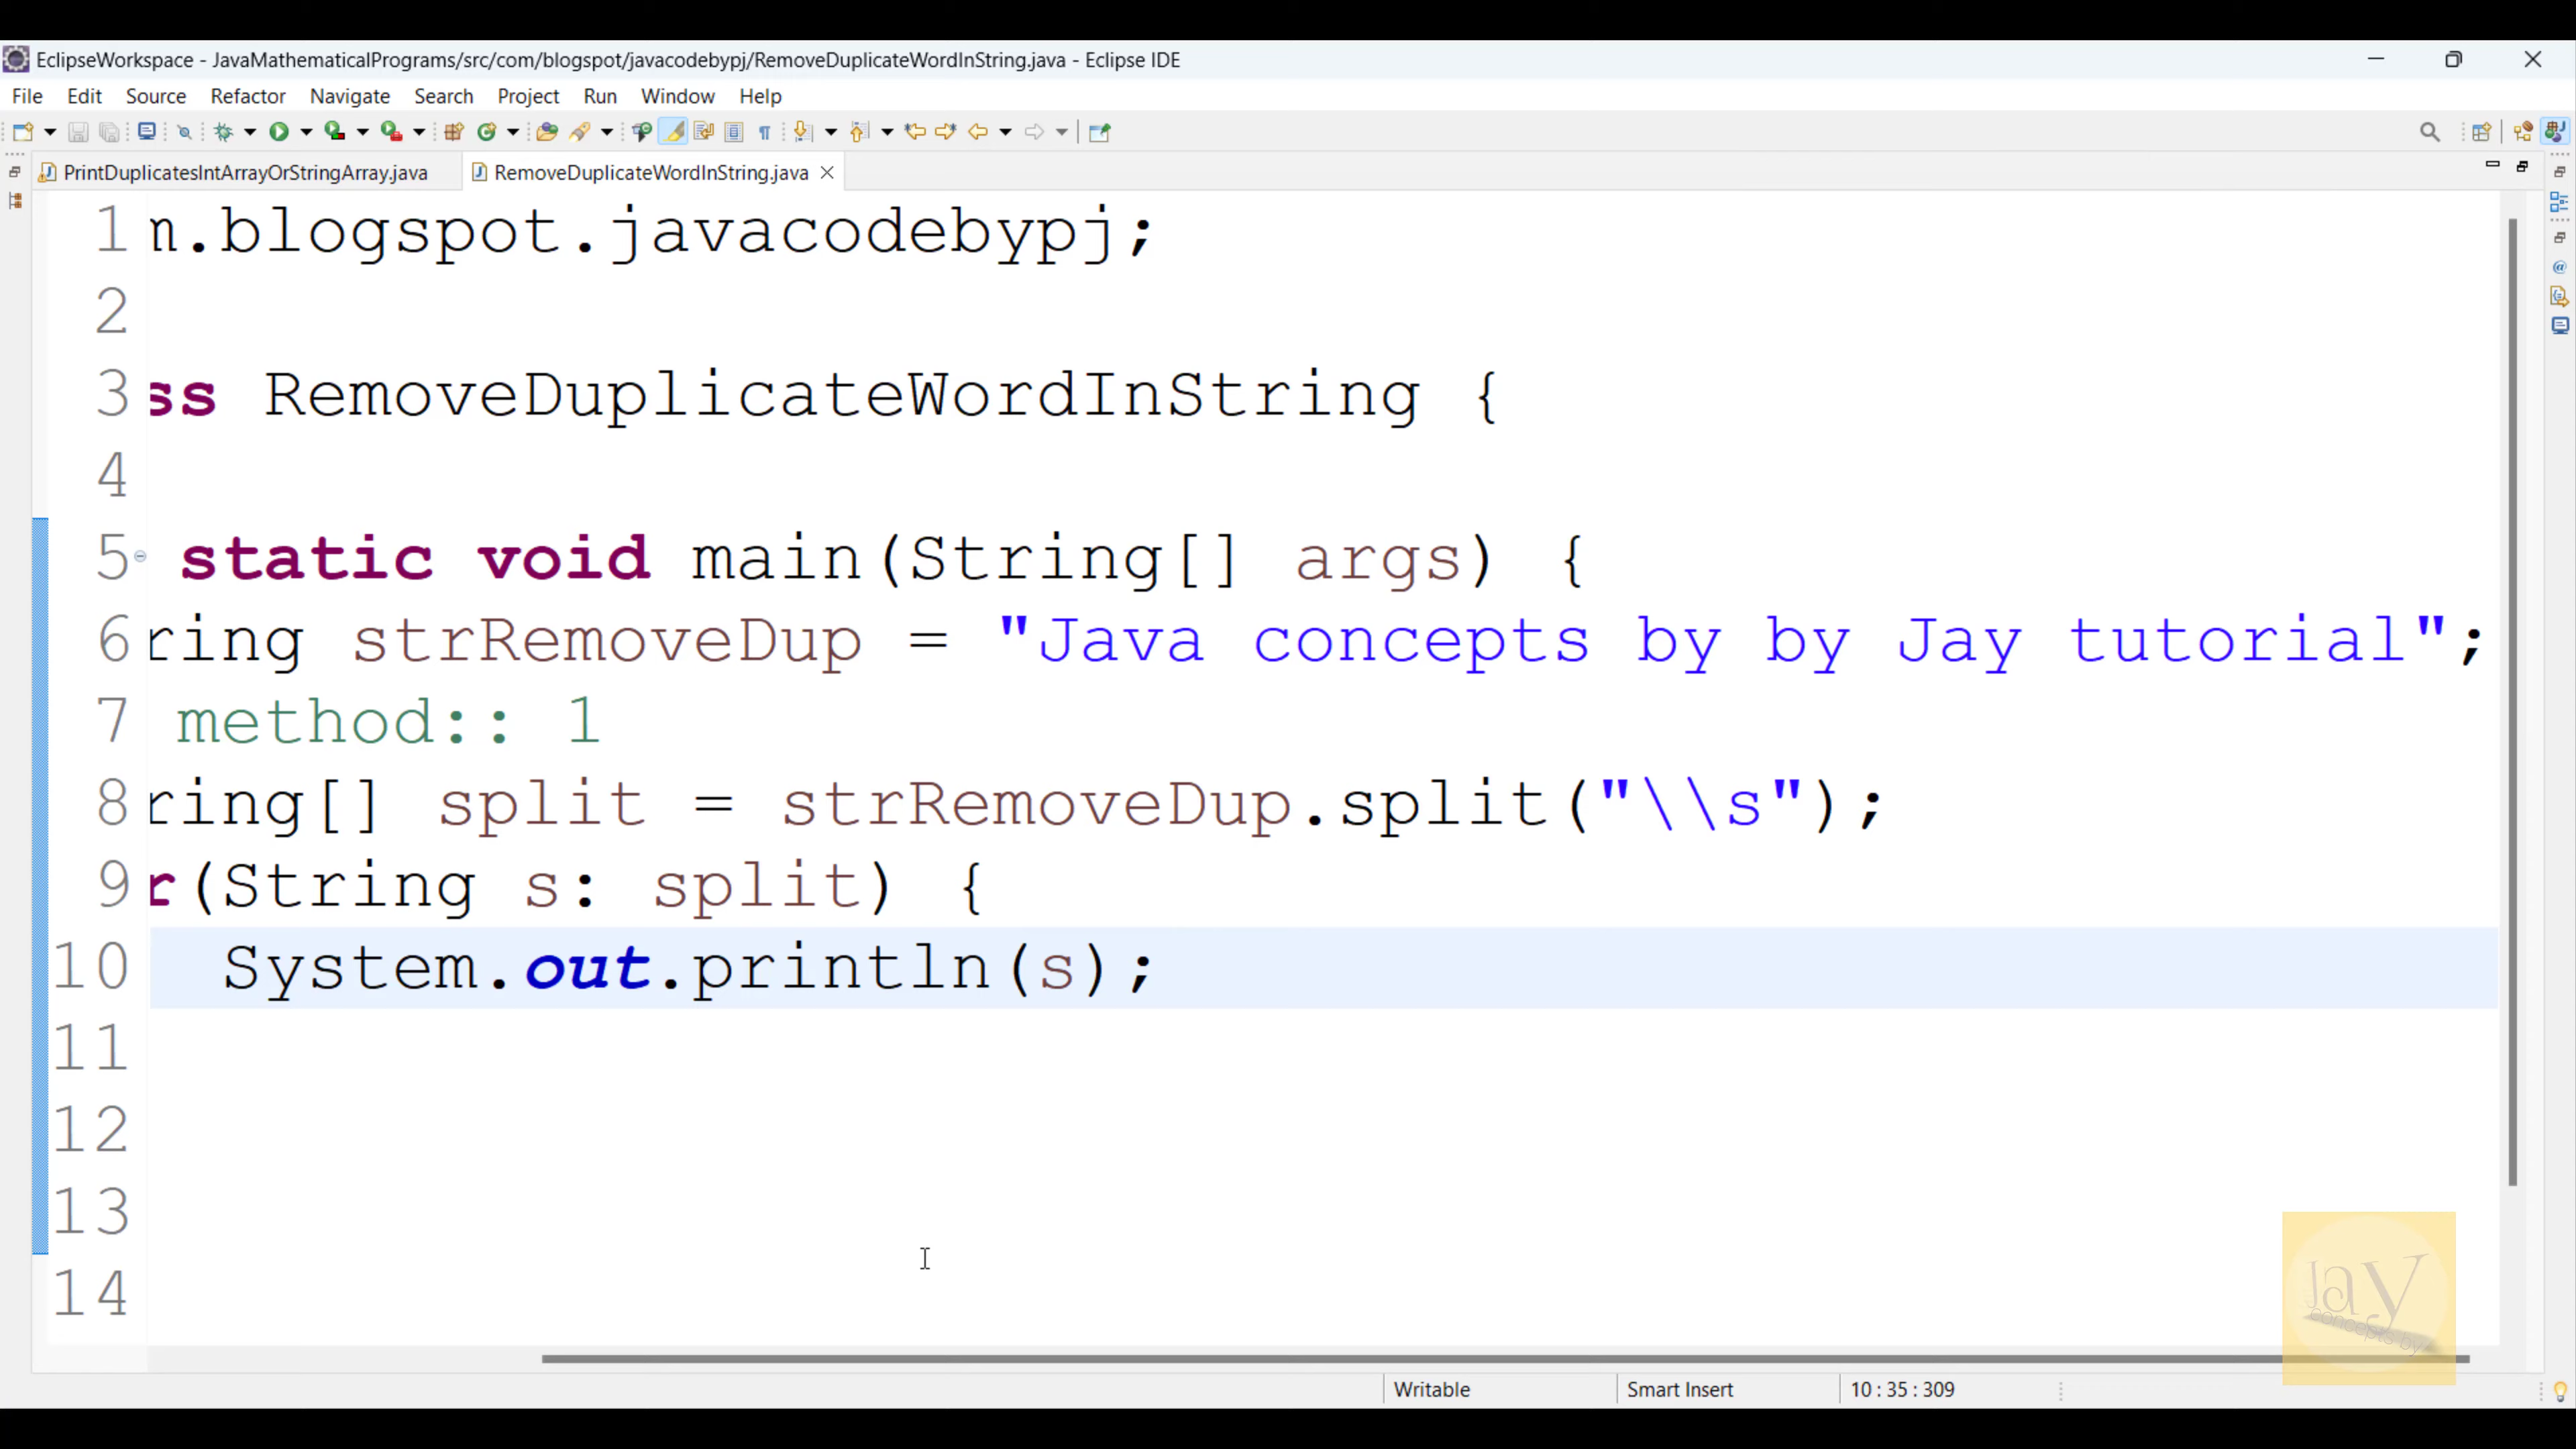 EclipseWorkspace - JavaMathematicalPrograms/src/com/blogspot/javacodebypj/RemoveDuplicateWordInString.java - Eclipse IDE
File Edit Source Refactor Navigate Search Project Run Window Help
PrintDuplicatesIntArrayOrStringArray.java RemoveDuplicateWordInString.java
1 m.blogspot.javacodebypj;
2
3 ss RemoveDuplicateWordInString {
4
5 static void main(String[] args) {
6 ring strRemoveDup = "Java concepts by by Jay tutorial";
7 method:: 1
8 ring[] split = strRemoveDup.split("\\s");
9 r(String s: split) {
10 System.out.println(s);
11
12
13
14
Jay
concepts by
Writable Smart Insert 10 : 35 : 309